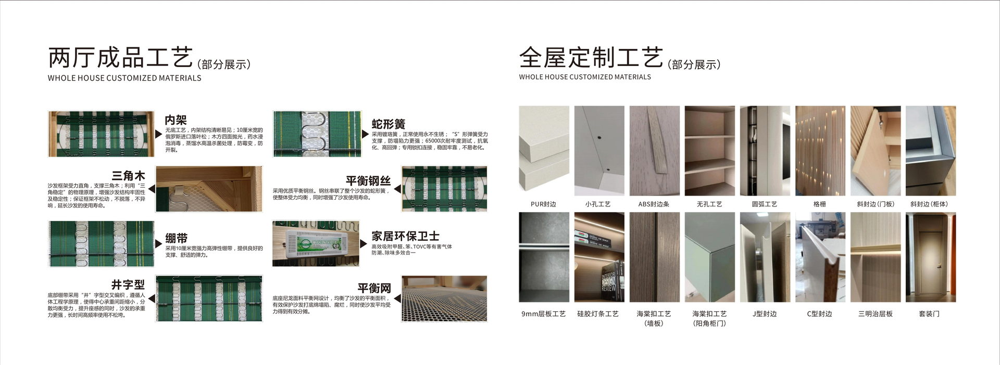 两厅成品工艺(部分展示)
WHOLE HOUSE CUSTOMIZED MATERIALS
内架
无底工艺，内架结构清晰易见；10厘米宽的
俄罗斯进口落叶松；木方四面抛光，药水浸
泡消毒，蒸馏水高温杀菌处理，防霉变，防
开裂。
蛇形簧
采用镀珞簧，正常使用永不生锈；“S”形弹簧受力
支撑，防塌陷力更强；65000次耐牢度测试，抗氧
化、高回弹；专用锁扣连接，稳固牢靠，不易老化。
三角木
沙发框架受力直角，支撑三角木；利用“三
角稳定”的物理原理，增强沙发结构牢固性
及稳定性；保证框架不松动，不脱落，不异
响，延长沙发的使用寿命。
平衡钢丝
采用优质平衡钢丝。钢丝串联了整个沙发的蛇形簧，
使整体受力均衡，同时增强了沙发使用寿命。
绷带
采用10厘米宽强力高弹性绷带，提供良好的
支撑、舒适的弹力。
家居环保卫士
高效吸附甲醛、笨、TOVC等有害气体
防潮、除味多效合一
井字型
底部绷带采用“井”字型交叉编织，遵循人
体工程学原理，使得中心承重间距缩小，分
散均衡受力，提升座感的同时，沙发的承重
力更强，长时间高频率使用不松垮。
平衡网
底座尼龙面料平衡网设计，均衡了沙发的平衡面积，
有效保护沙发打底绵塌陷、腐烂，同时使沙发平均受
力得到有效分摊。
全屋定制工艺(部分展示)
WHOLE HOUSE CUSTOMIZED MATERIALS
PUR封边
小孔工艺
ABS封边条
无孔工艺
圆弧工艺
格栅
斜封边(门板)
斜封边(柜体)
INTERIOR
DESIGN
REVIEW
9mm层板工艺
硅胶灯条工艺
海棠扣工艺
(墙板)
海棠扣工艺
(阳角柜门)
J型封边
C型封边
三明治层板
套装门